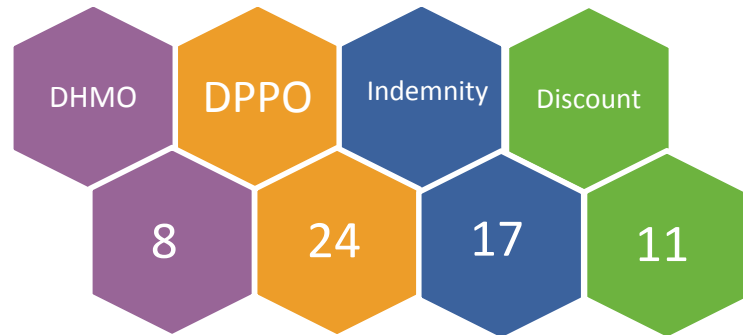 DHMO
DPPO
Indemnity
Discount
8
24
17
11